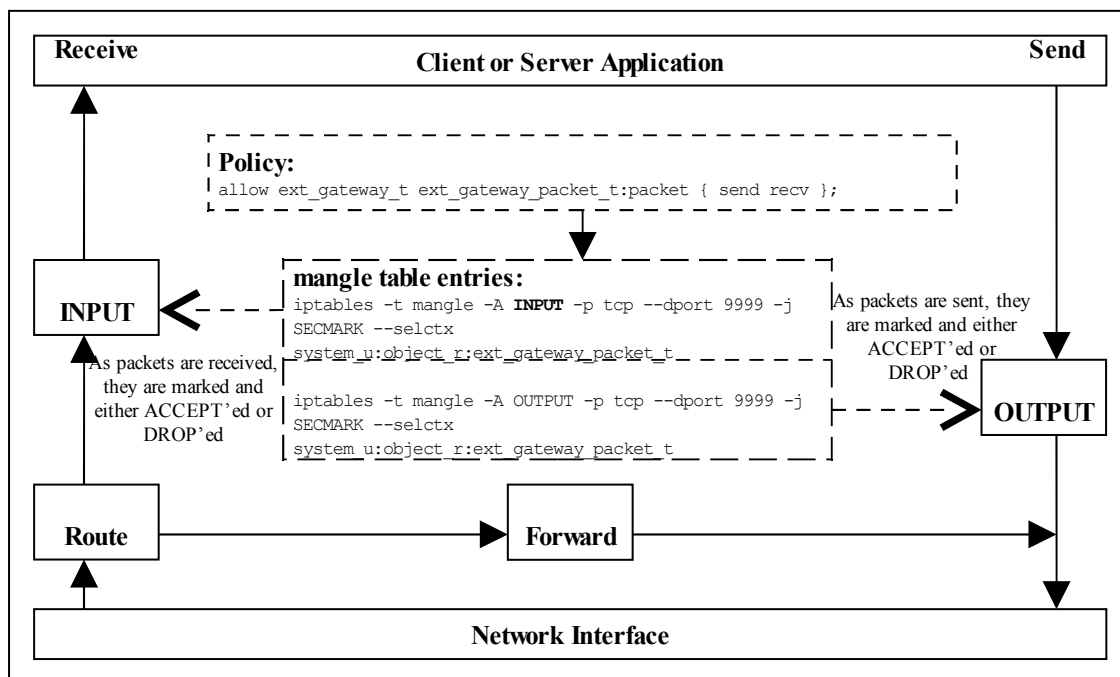 Receive
Send
Client or Server Application
Policy:
allow ext_gateway_t ext_gateway_packet_t:packet { send recv };
mangle table entries:
iptables -t mangle -A INPUT -p tcp --dport 9999 -j
SECMARK --selctx
system_u:object_r:ext_gateway_packet_t
iptables -t mangle -A OUTPUT -p tcp --dport 9999 -j
SECMARK --selctx
system_u:object_r:ext_gateway_packet_t
INPUT
As packets are received,
they are marked and
either ACCEPT’ed or
DROP’ed
As packets are sent, they
are marked and either
ACCEPT’ed or
DROP’ed
OUTPUT
Route
Forward
Network Interface